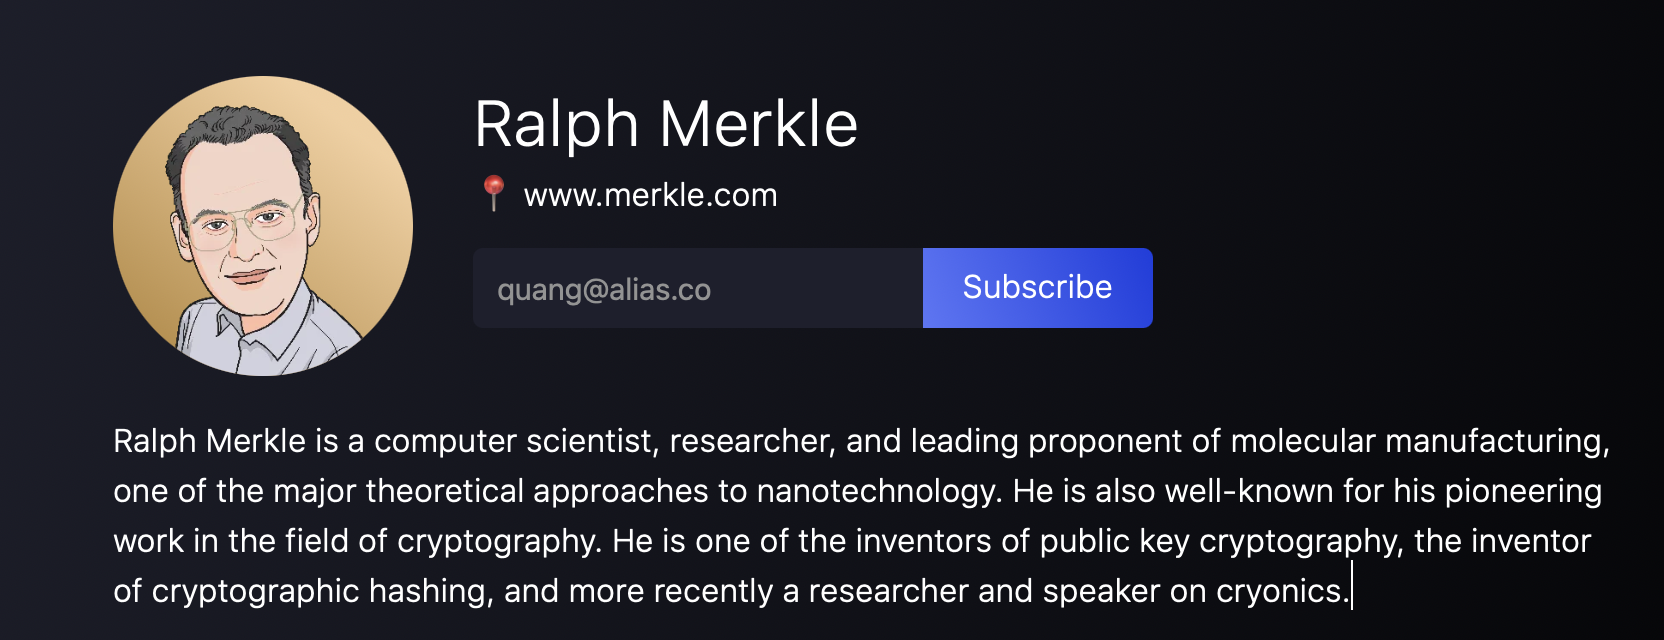 Ralph Merkle
www.merkle.com
quang@alias.co
Subscribe
Ralph Merkle is a computer scientist, researcher, and leading proponent of molecular manufacturing,
one of the major theoretical approaches to nanotechnology. He is also well-known for his pioneering
work in the field of cryptography. He is one of the inventors of public key cryptography, the inventor
of cryptographic hashing, and more recently a researcher and speaker on cryonics.